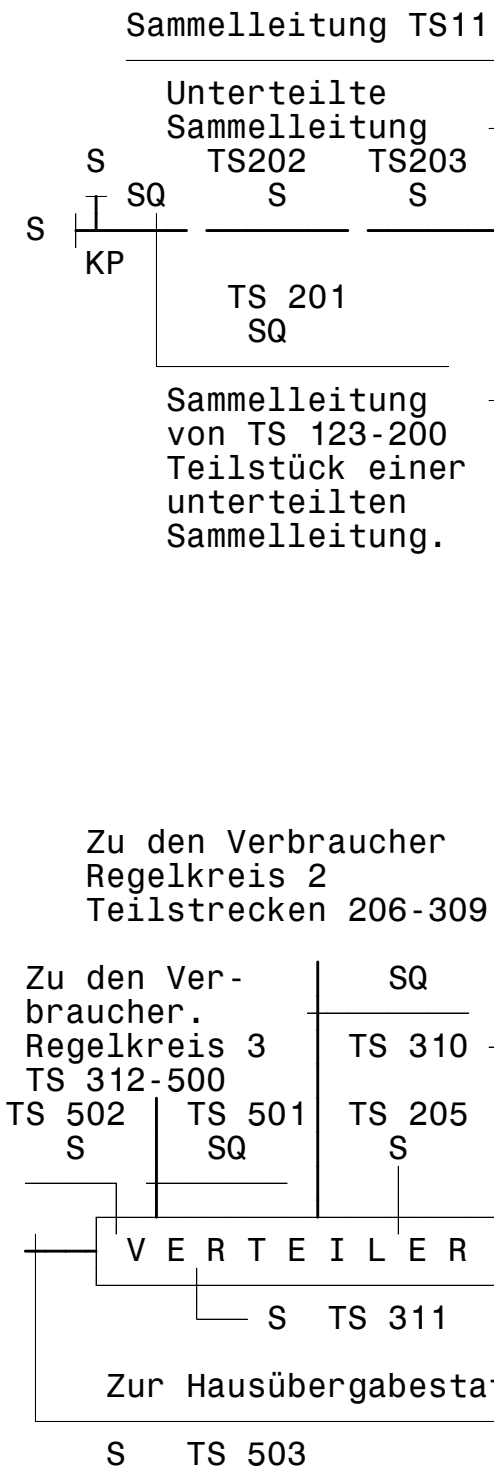 Sammelleitung TS11
Unterteilte
Sammelleitung
S TS202 TS203
SQ S S
S
KP
TS 201
SQ
Sammelleitung
von TS 123-200
Teilstück einer
unterteilten
Sammelleitung.
Zu den Verbraucher
Regelkreis 2
Teilstrecken 206-309
Zu den Ver-
braucher.
Regelkreis 3
TS 312-500
SQ
TS 310
TS 502 TS 501 TS 205
S SQ S
V E R T E I L E R
S TS 311
Zur
S TS 503